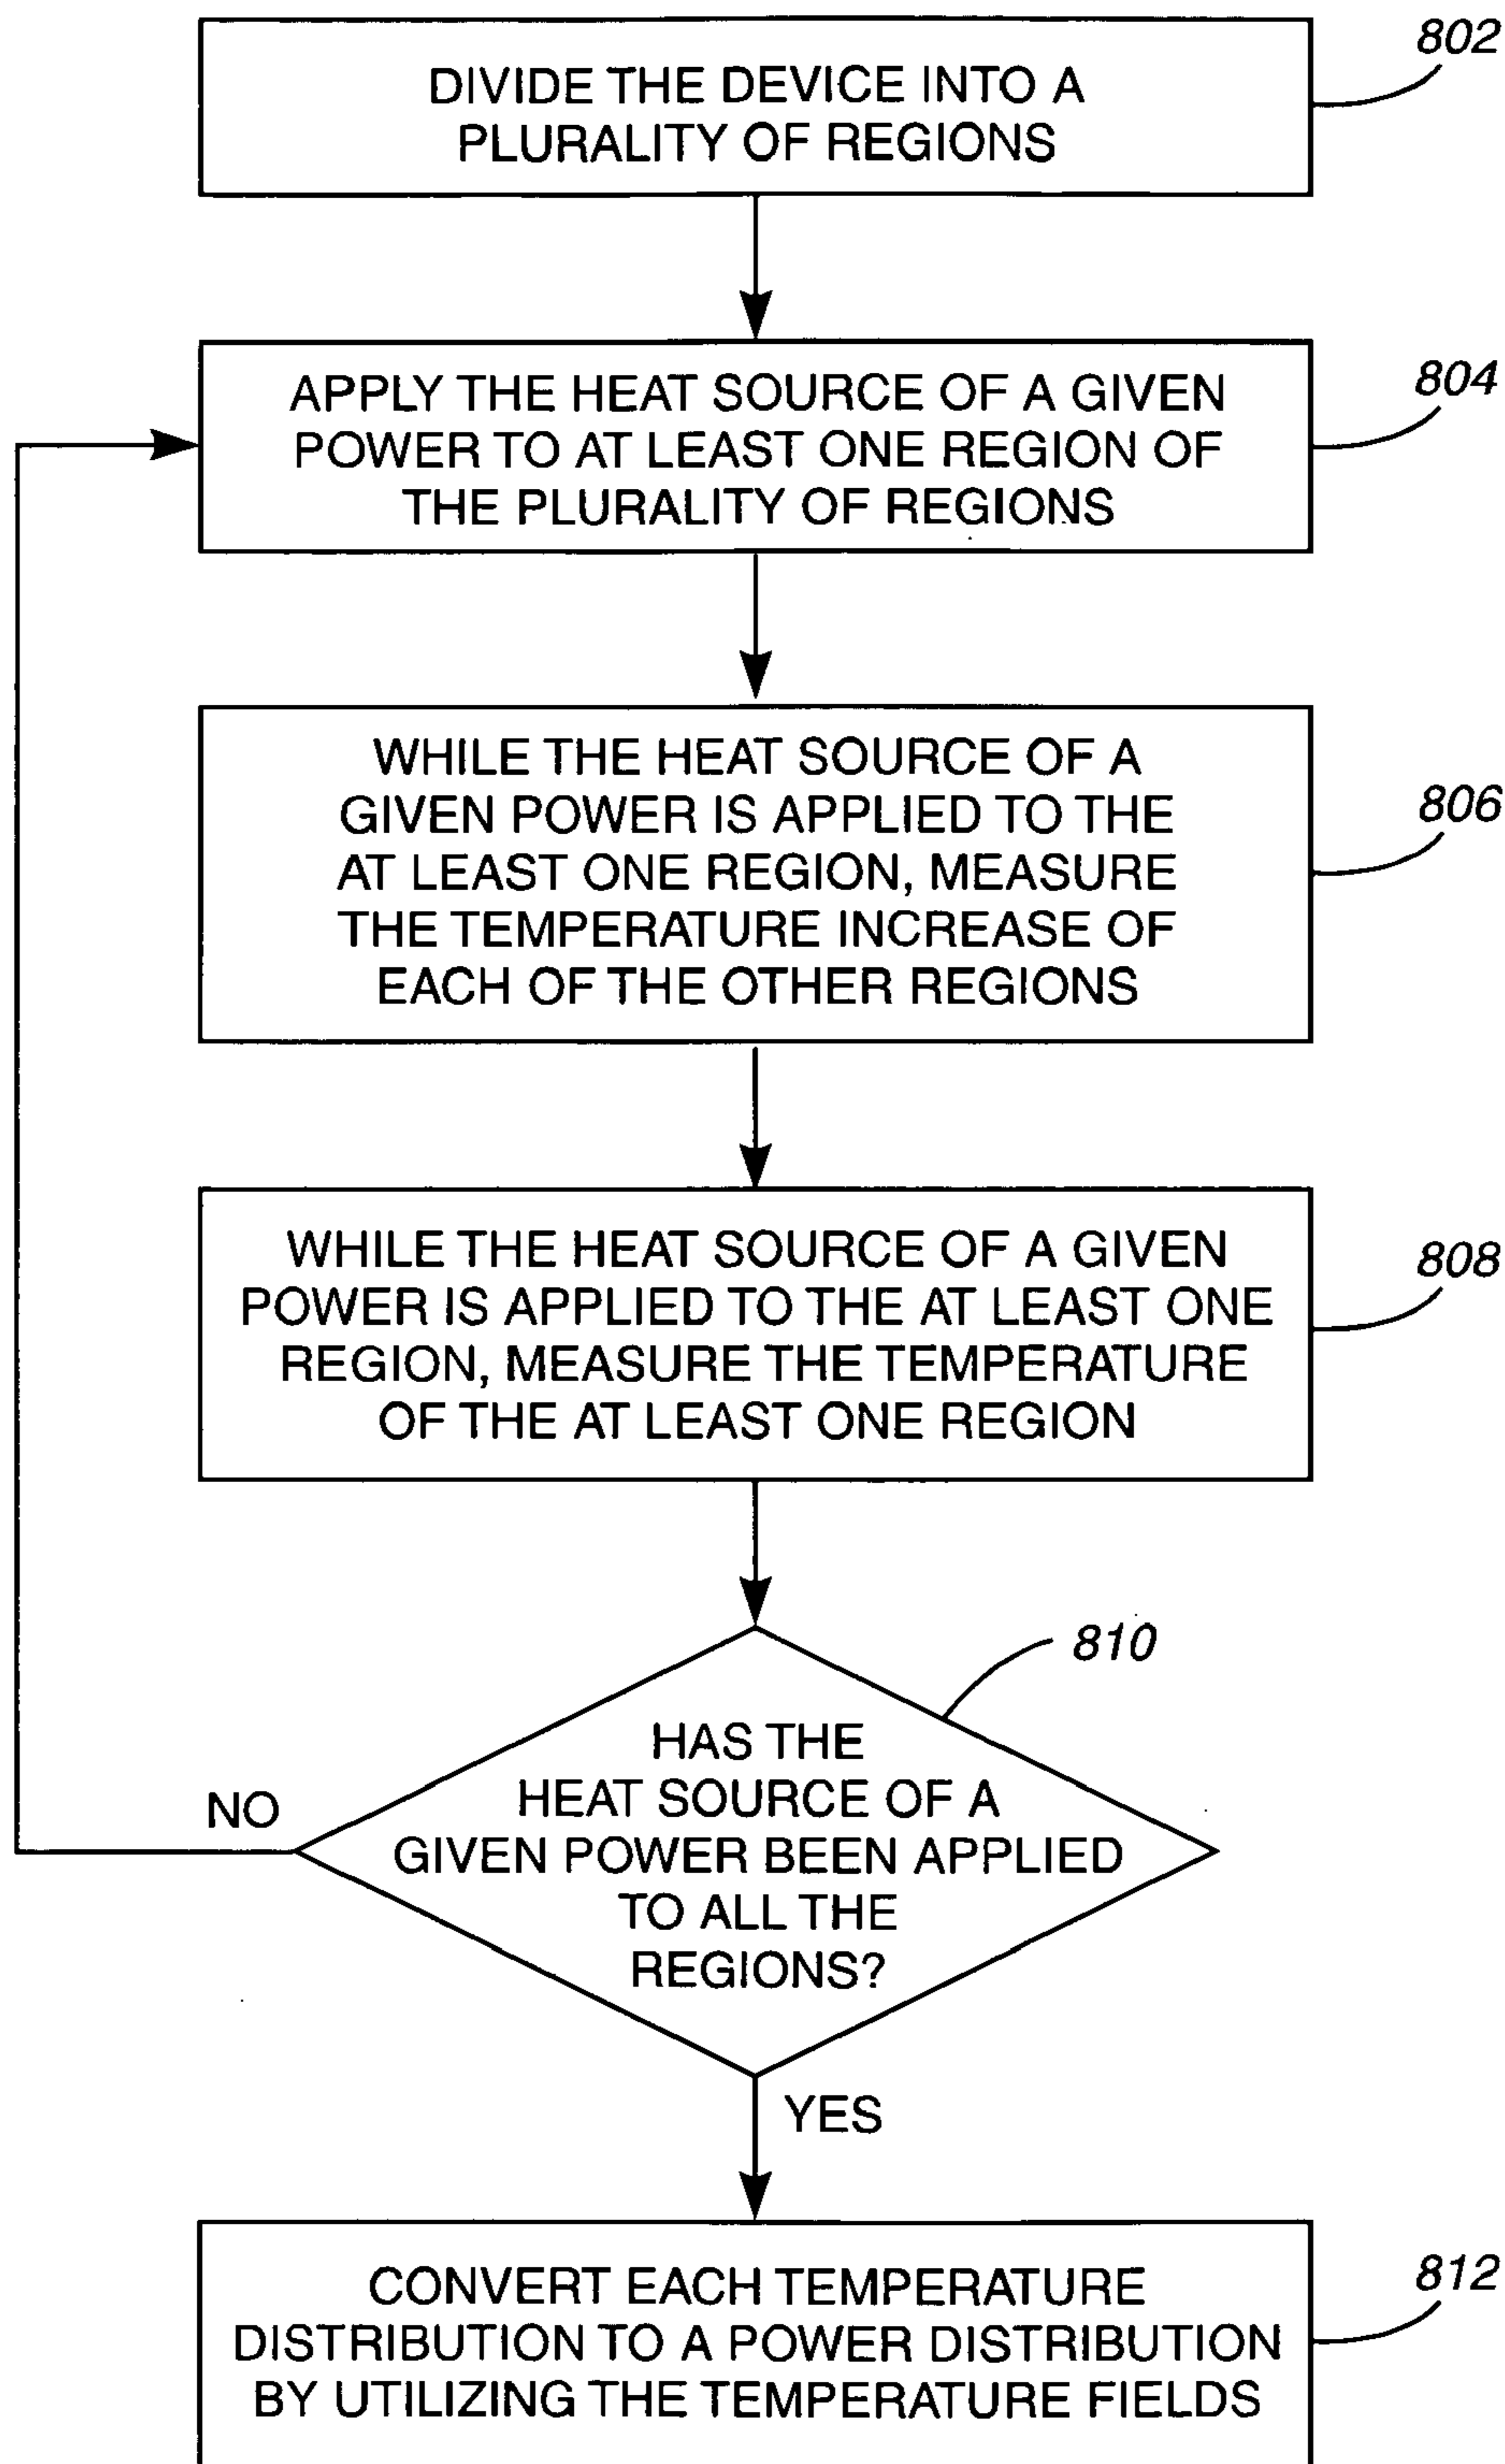 802
DIVIDE THE DEVICE INTO A
PLURALITY OF REGIONS
804
APPLY THE HEAT SOURCE OF A GIVEN
POWER TO AT LEAST ONE REGION OF
THE PLURALITY OF REGIONS
WHILE THE HEAT SOURCE OF A
GIVEN POWER IS APPLIED TO THE
806
AT LEAST ONE REGION, MEASURE
THE TEMPERATURE INCREASE OF
EACH OF THE OTHER REGIONS
WHILE THE HEAT SOURCE OF A GIVEN
808
POWER IS APPLIED TO THE AT LEAST ONE
REGION, MEASURE THE TEMPERATURE
OF THE AT LEAST ONE REGION
810
HAS THE
HEAT SOURCE OF A
NO
GIVEN POWER BEEN APPLIED
TO ALL THE
REGIONS?
YES
812
CONVERT EACH TEMPERATURE
DISTRIBUTION TO A POWER DISTRIBUTION
BY UTILIZING THE TEMPERATURE FIELDS